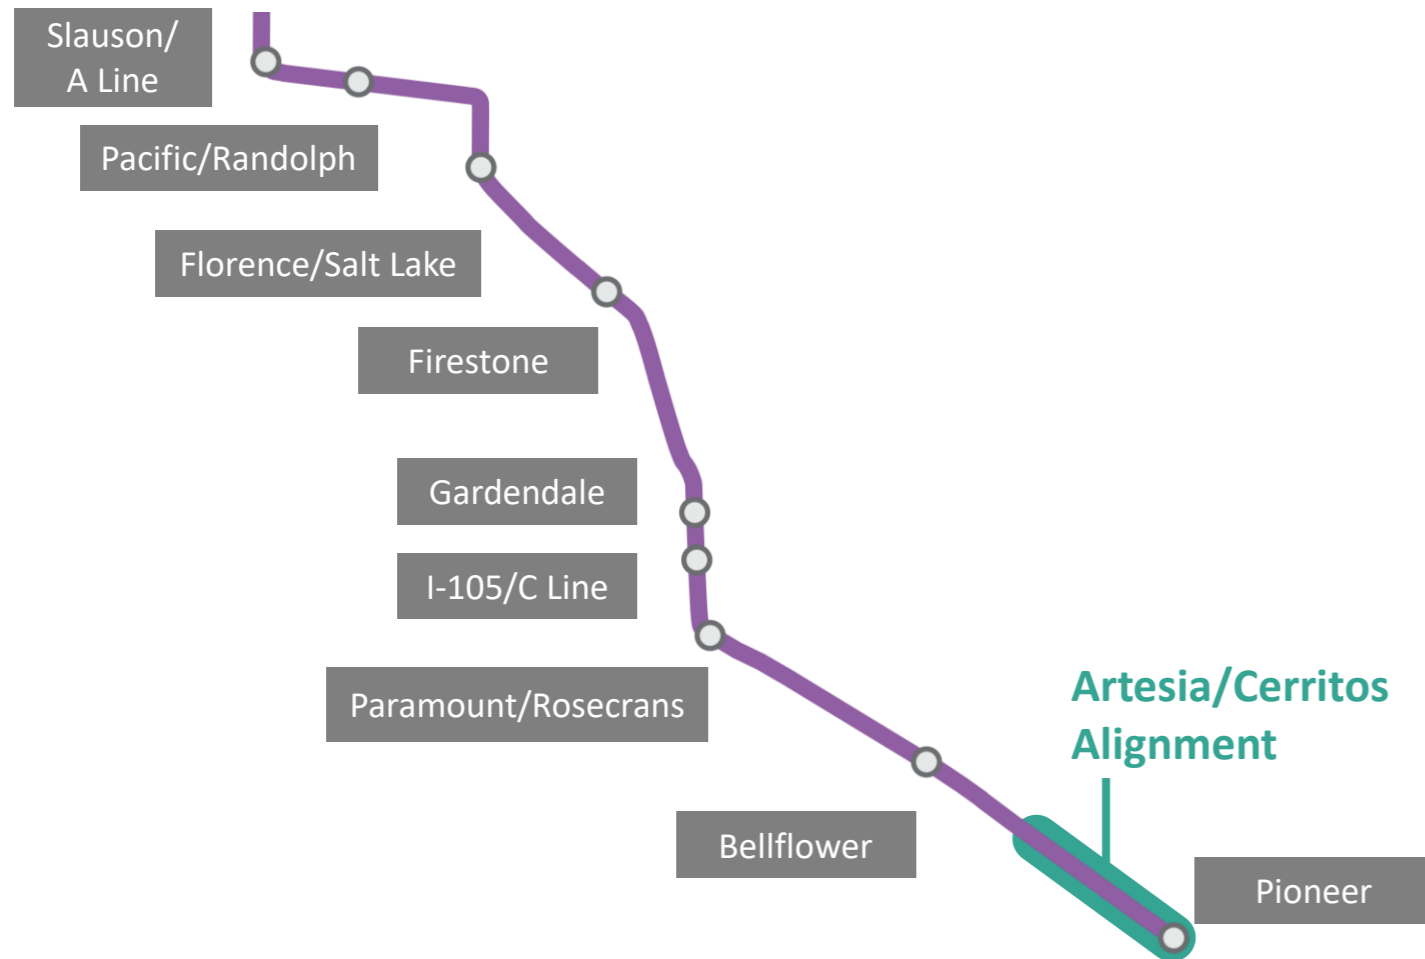 Slauson/
A Line
Pacific/Randolph
Florence/Salt Lake
Firestone
Gardendale
I-105/C Line
Paramount/Rosecrans
Artesia/Cerritos
Alignment
Bellflower
Pioneer